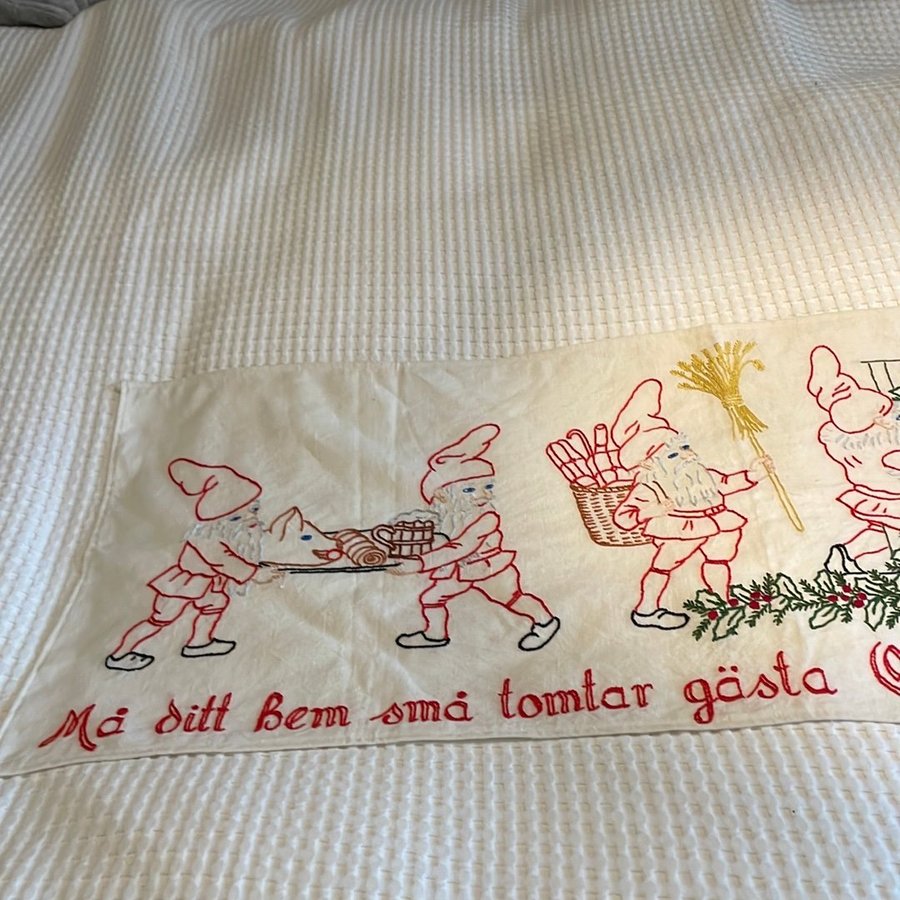 Må ditt Hem små tomtar gästa